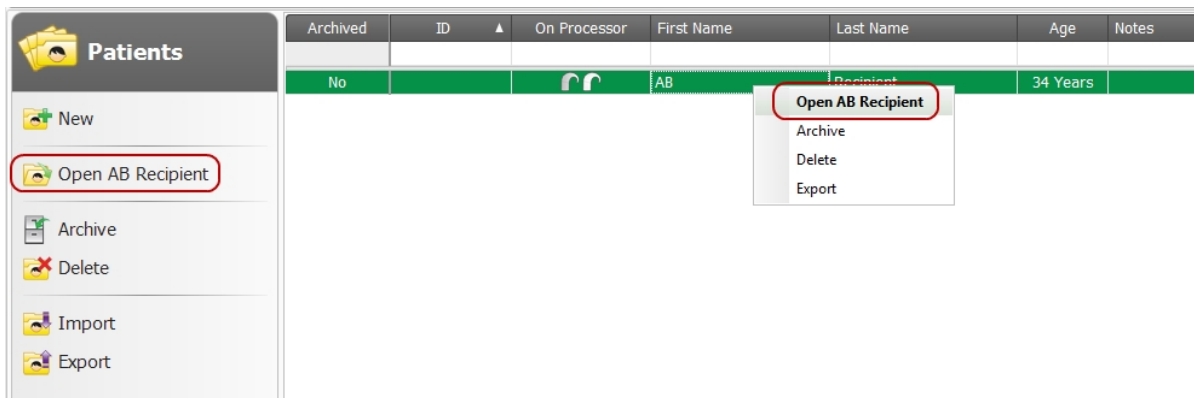 Patients
New
Open AB Recipient
Archive
Delete
Import
Export
Archived ID On Processor First Name Last Name Age Notes
No AB Recipient 34 Years
Open AB Recipient
Archive
Delete
Export